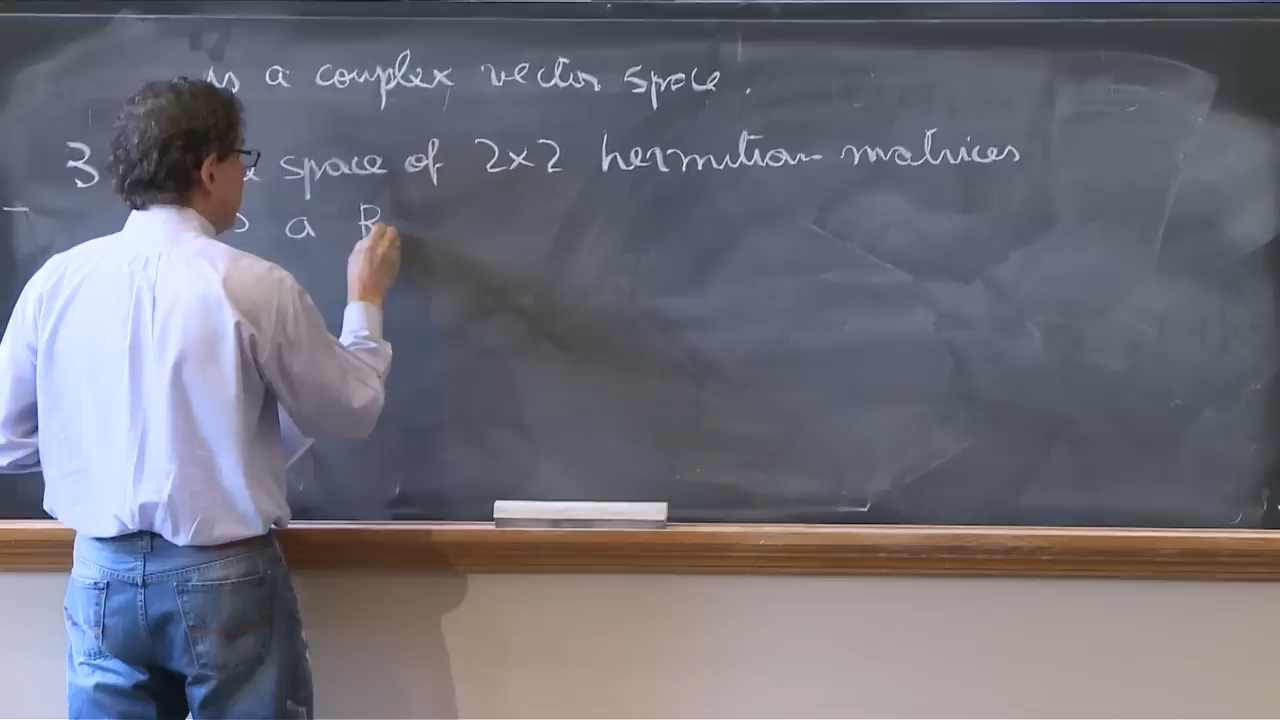 is a complex vector space.
3 space of 2x2 hermitian matrices
a R